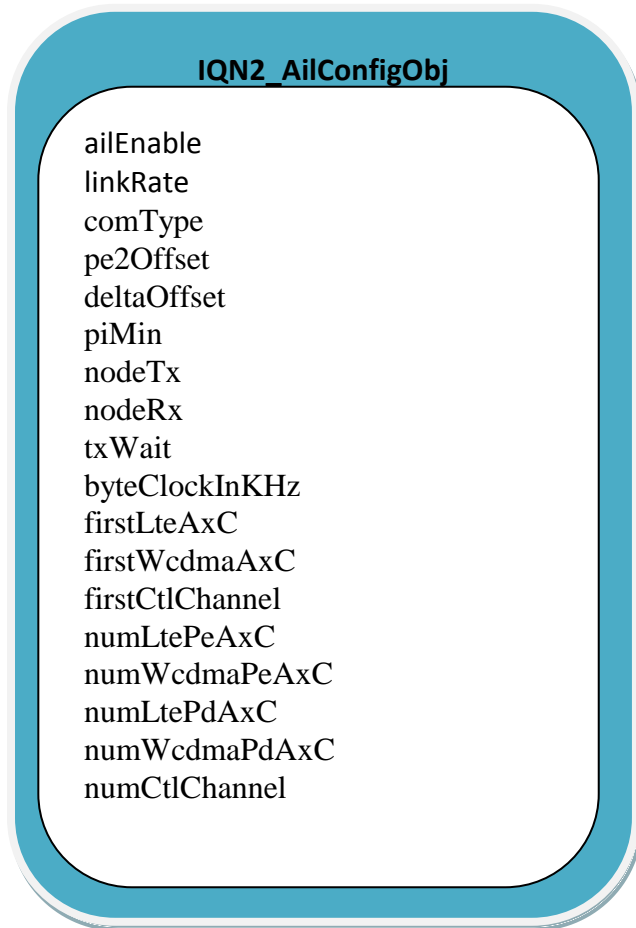 IQN2_AilConfigObj
ailEnable
linkRate
comType
pe2Offset
deltaOffset
piMin
nodeTx
nodeRx
txWait
byteClockInKHz
firstLteAxC
firstWcdmaAxC
firstCtlChannel
numLtePeAxC
numWcdmaPeAxC
numLtePdAxC
numWcdmaPdAxC
numCtlChannel